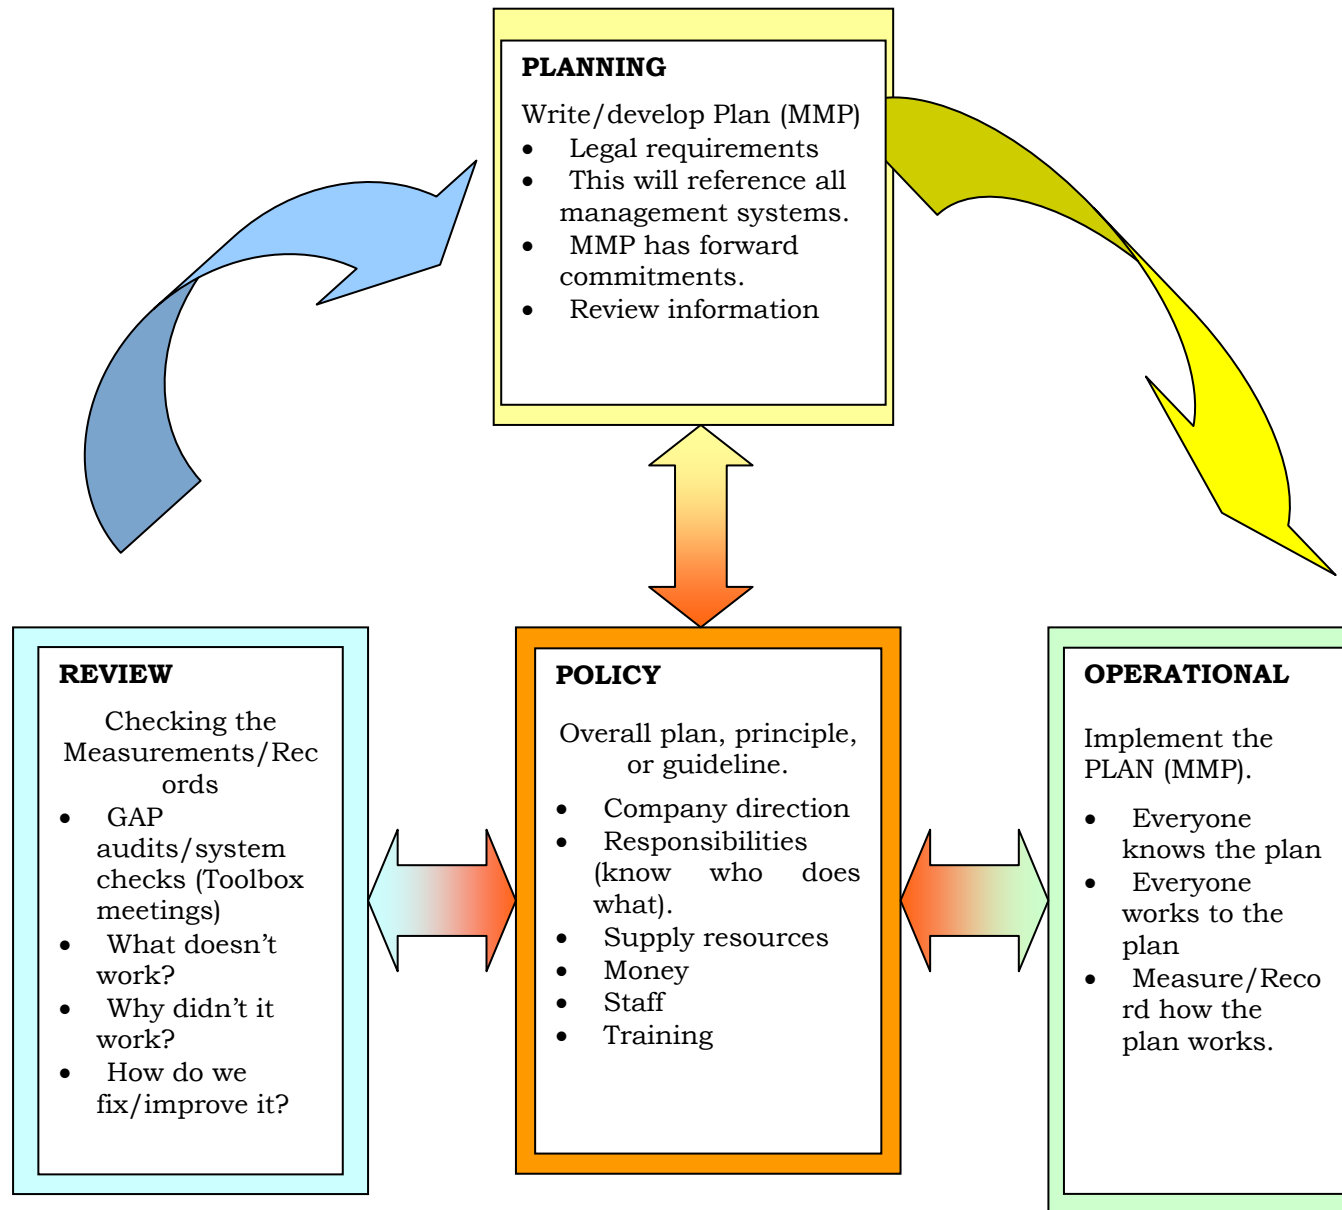 PLANNING
Write/develop Plan (MMP)
• Legal requirements
• This will reference all
management systems.
• MMP has forward
commitments.
• Review information
REVIEW
Checking the
Measurements/Rec
ords
• GAP
audits/system
checks (Toolbox
meetings)
• What doesn’t
work?
• Why didn’t it
work?
• How do we
fix/improve it?
POLICY
Overall plan, principle,
or guideline.
• Company direction
• Responsibilities
(know who does
what).
• Supply resources
• Money
• Staff
• Training
OPERATIONAL
Implement the
PLAN (MMP).
• Everyone
knows the plan
• Everyone
works to the
plan
• Measure/Reco
rd how the
plan works.